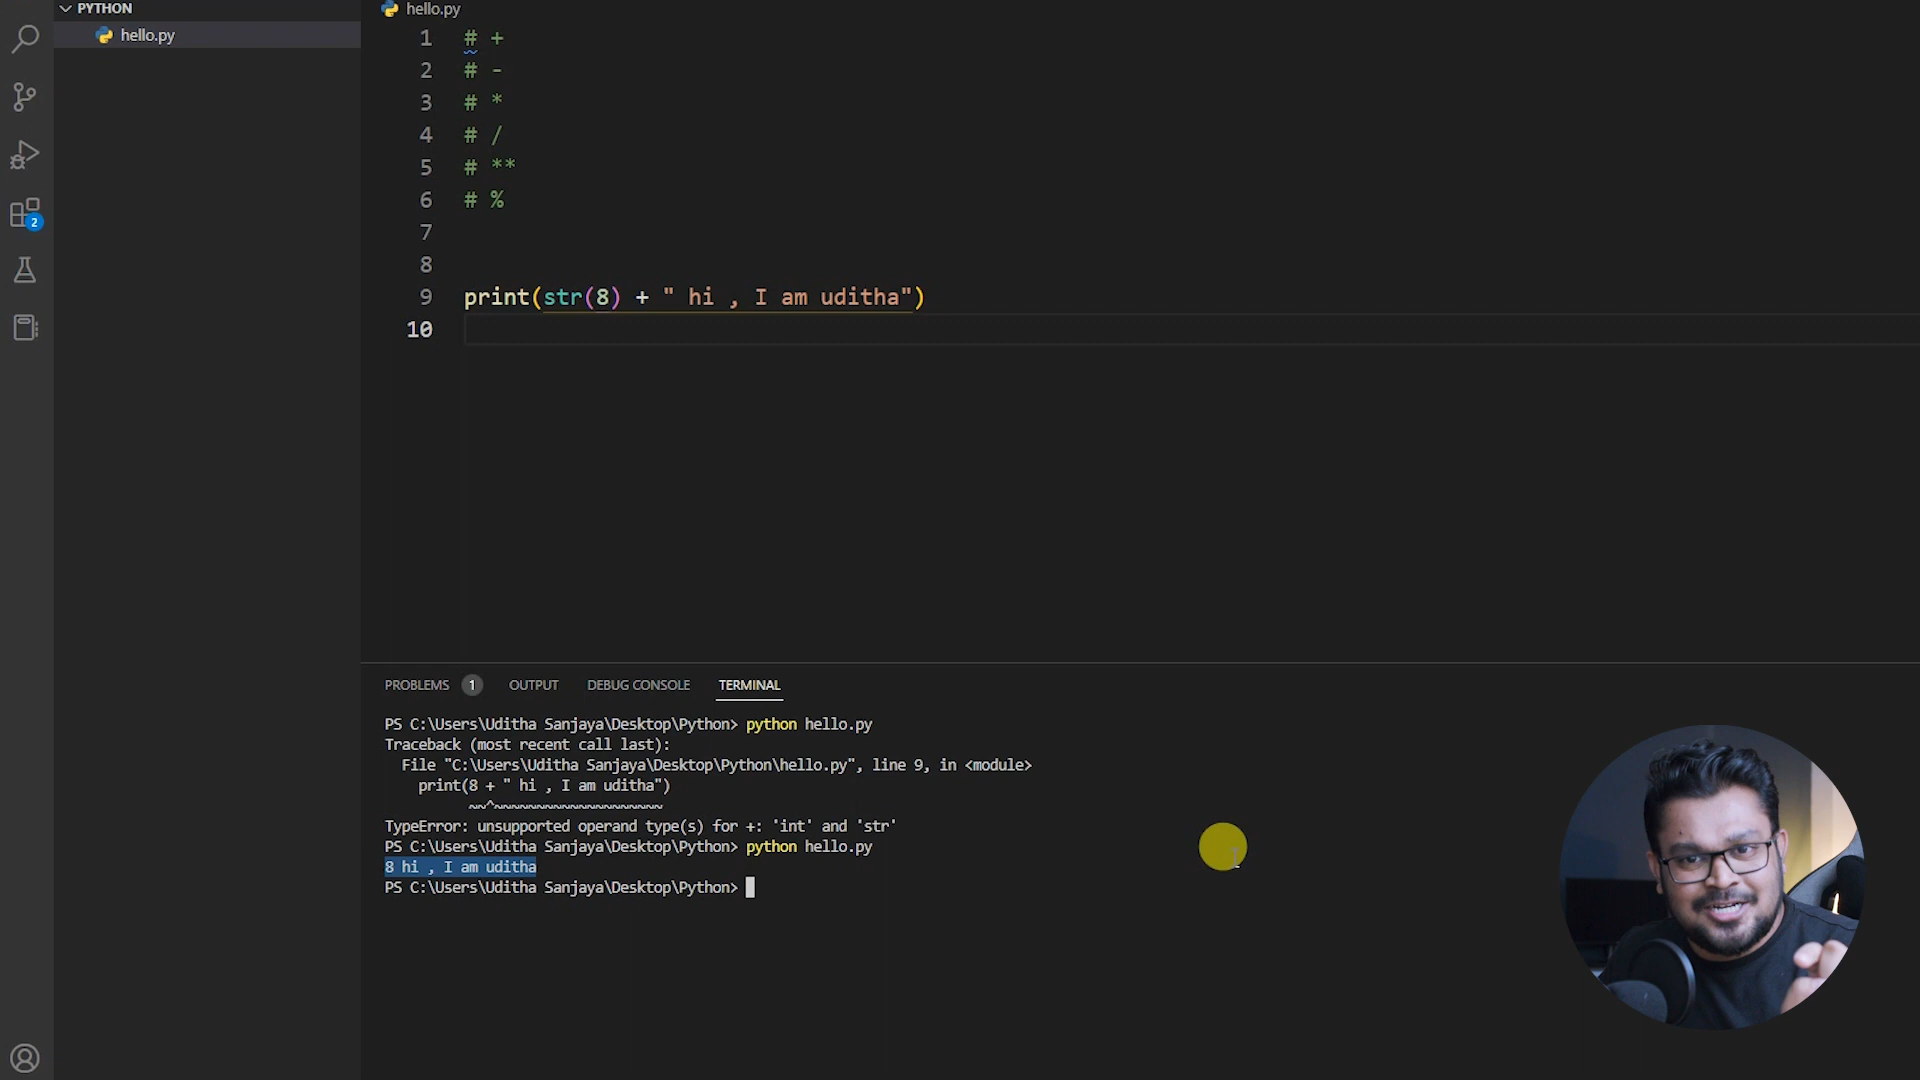 PYTHON
hello.py
hello.py
1 # +
2 # -
3 # *
4 # /
5 # **
6 # %
7
8
9 print(str(8) + " hi , I am uditha")
10
2
PROBLEMS 1 OUTPUT DEBUG CONSOLE TERMINAL
PS C:\Users\Uditha Sanjaya\Desktop\Python> python hello.py
Traceback (most recent call last):
  File "C:\Users\Uditha Sanjaya\Desktop\Python\hello.py", line 9, in <module>
    print(8 + " hi , I am uditha")
          ~~^~~~~~~~~~~~~~~~~~~~~
TypeError: unsupported operand type(s) for +: 'int' and 'str'
PS C:\Users\Uditha Sanjaya\Desktop\Python> python hello.py
8 hi , I am uditha
PS C:\Users\Uditha Sanjaya\Desktop\Python>